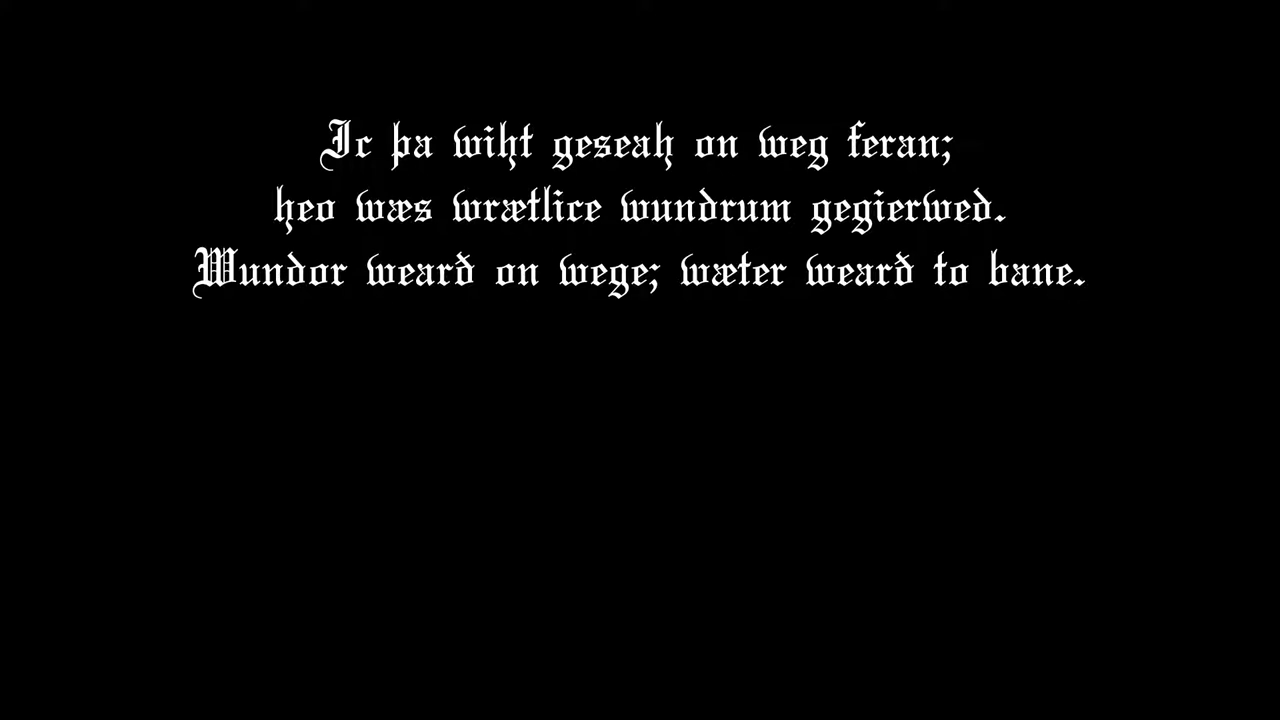 Ic þa wiht geseah on weg feran;
heo wæs wrætlice wundrum gegierwed.
Wundor wearð on wege; wæter wearð to bane.